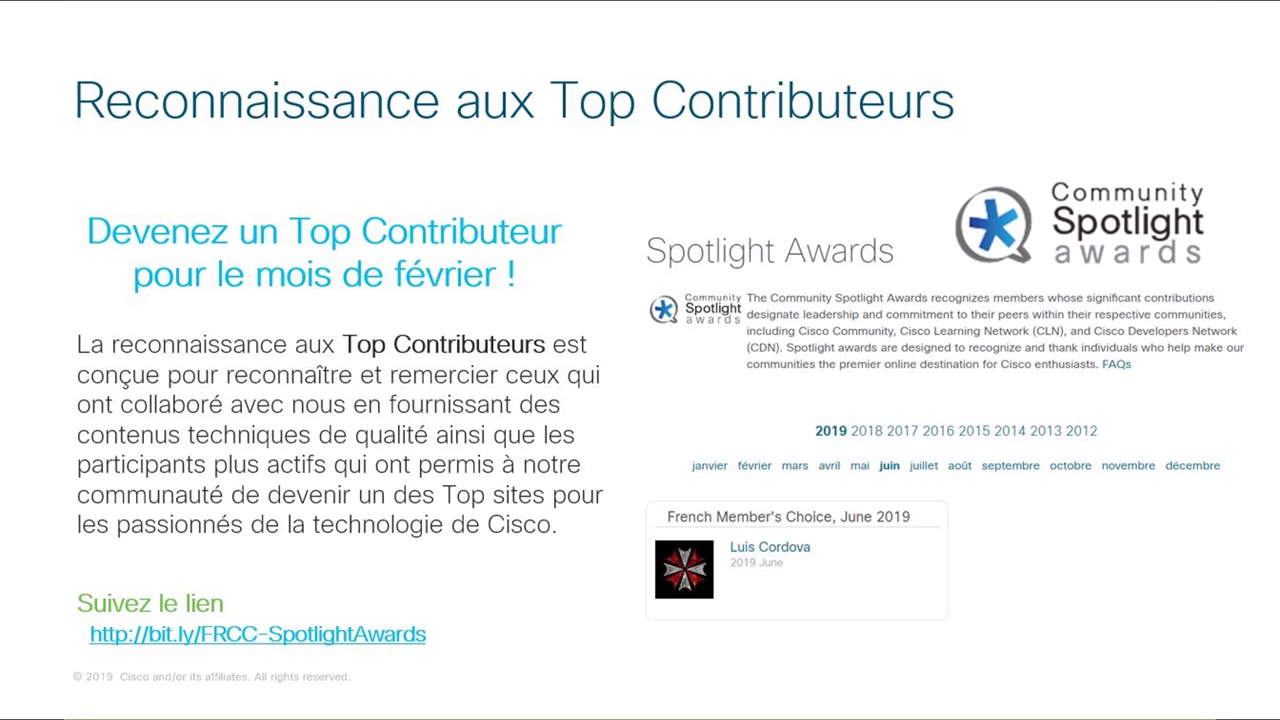 Reconnaissance aux Top Contributeurs
Devenez un Top Contributeur
pour le mois de février !
La reconnaissance aux Top Contributeurs est
conçue pour reconnaître et remercier ceux qui
ont collaboré avec nous en fournissant des
contenus techniques de qualité ainsi que les
participants plus actifs qui ont permis à notre
communauté de devenir un des Top sites pour
les passionnés de la technologie de Cisco.
Suivez le lien
http://bit.ly/FRCC-SpotlightAwards
Community
Spotlight
awards
Spotlight Awards
Community
Spotlight
awards
The Community Spotlight Awards recognizes members whose significant contributions
designate leadership and commitment to their peers within their respective communities,
including Cisco Community, Cisco Learning Network (CLN), and Cisco Developers Network
(CDN). Spotlight awards are designed to recognize and thank individuals who help make our
communities the premier online destination for Cisco enthusiasts. FAQs
2019 2018 2017 2016 2015 2014 2013 2012
janvier février mars avril mai juin juillet août septembre octobre novembre décembre
French Member's Choice, June 2019
Luis Cordova
2019 June
© 2019 Cisco and/or its affiliates. All rights reserved.